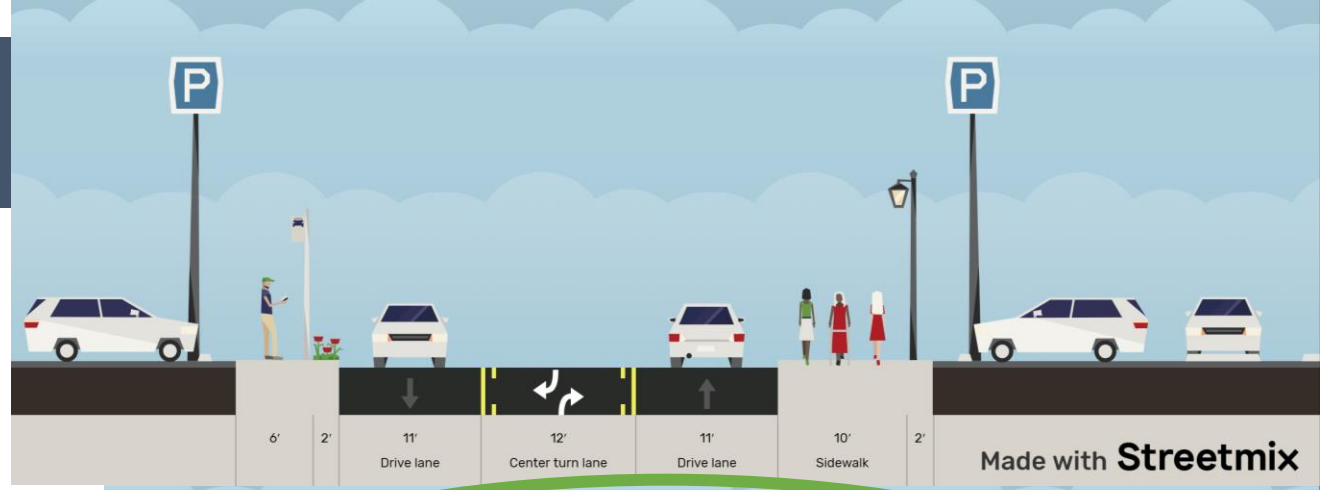 P
P
6' 2' 11' 12' 11' 10' 2'
Drive lane Center turn lane Drive lane Sidewalk
Made with Streetmix